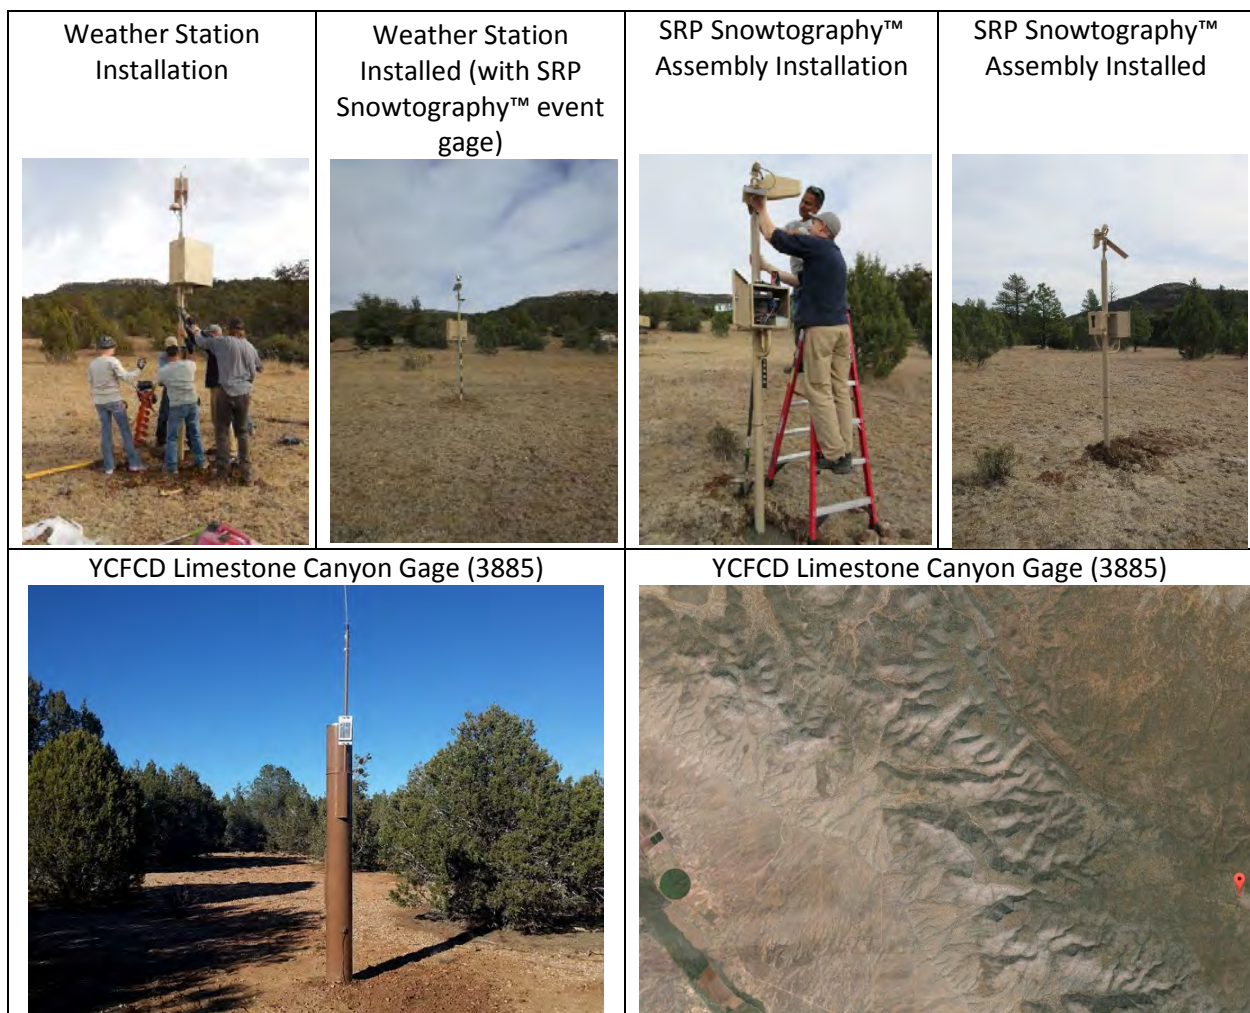 Weather Station
Installation
Weather Station
Installed (with SRP
Snowtography™ event
gage)
SRP Snowtography™
Assembly Installation
SRP Snowtography™
Assembly Installed
YCFCD Limestone Canyon Gage (3885)
YCFCD Limestone Canyon Gage (3885)